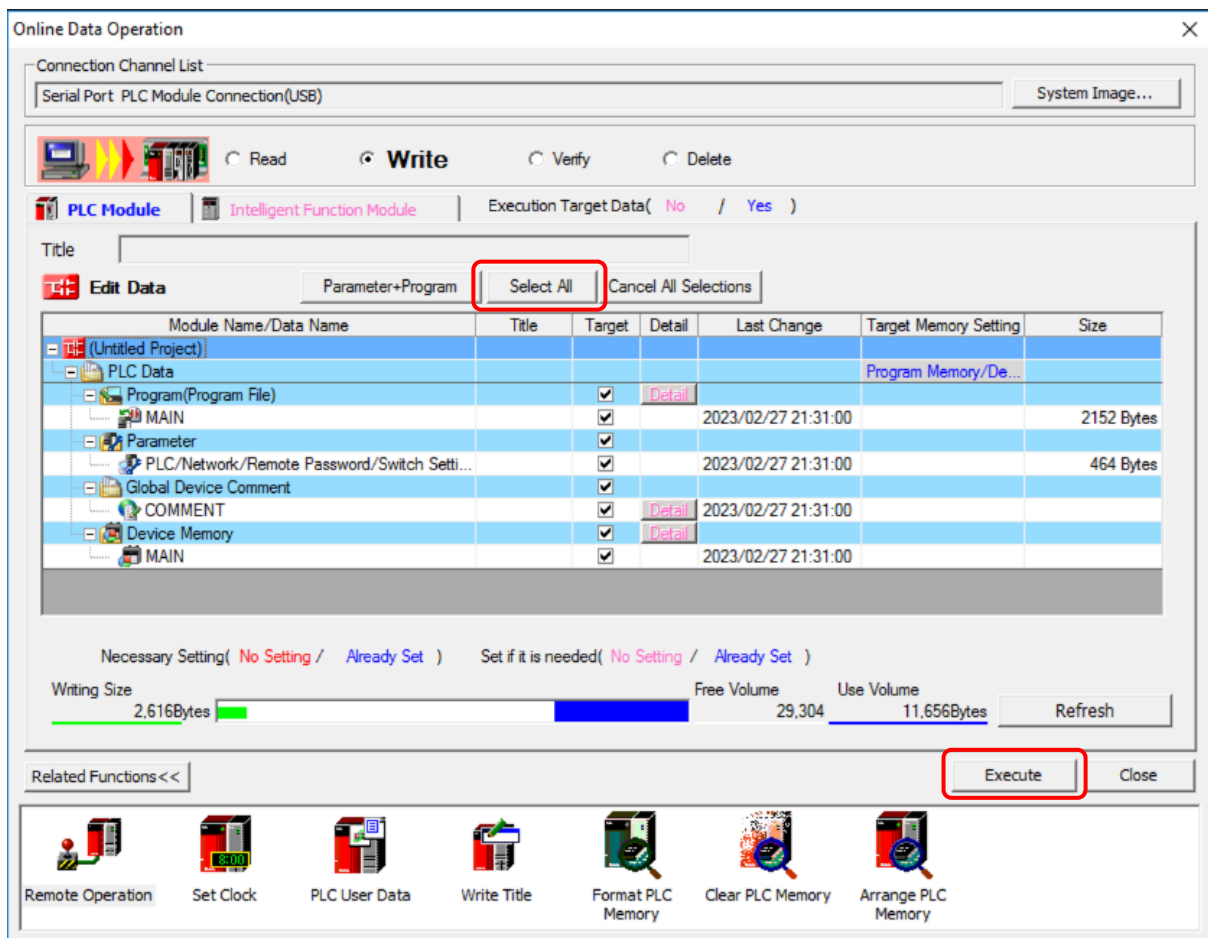 Online Data Operation
Connection Channel List
Serial Port  PLC Module Connection(USB)
System Image...
Read
Write
Verify
Delete
PLC Module
Intelligent Function Module
Execution Target Data(  No  /  Yes  )
Title
Edit Data
Parameter+Program
Select All
Cancel All Selections
Module Name/Data Name Title Target Detail Last Change Target Memory Setting Size
(Untitled Project)
PLC Data Program Memory/De...
Program(Program File) Detail
MAIN 2023/02/27 21:31:00 2152 Bytes
Parameter
PLC/Network/Remote Password/Switch Setti... 2023/02/27 21:31:00 464 Bytes
Global Device Comment
COMMENT Detail 2023/02/27 21:31:00
Device Memory Detail
MAIN 2023/02/27 21:31:00
Necessary Setting(  No Setting /  Already Set  ) Set if it is needed(  No Setting /  Already Set  )
Writing Size Free Volume Use Volume
2,616Bytes 29,304 11,656Bytes Refresh
Related Functions<< Execute Close
8:00
Remote Operation Set Clock PLC User Data Write Title Format PLC Memory Clear PLC Memory Arrange PLC Memory